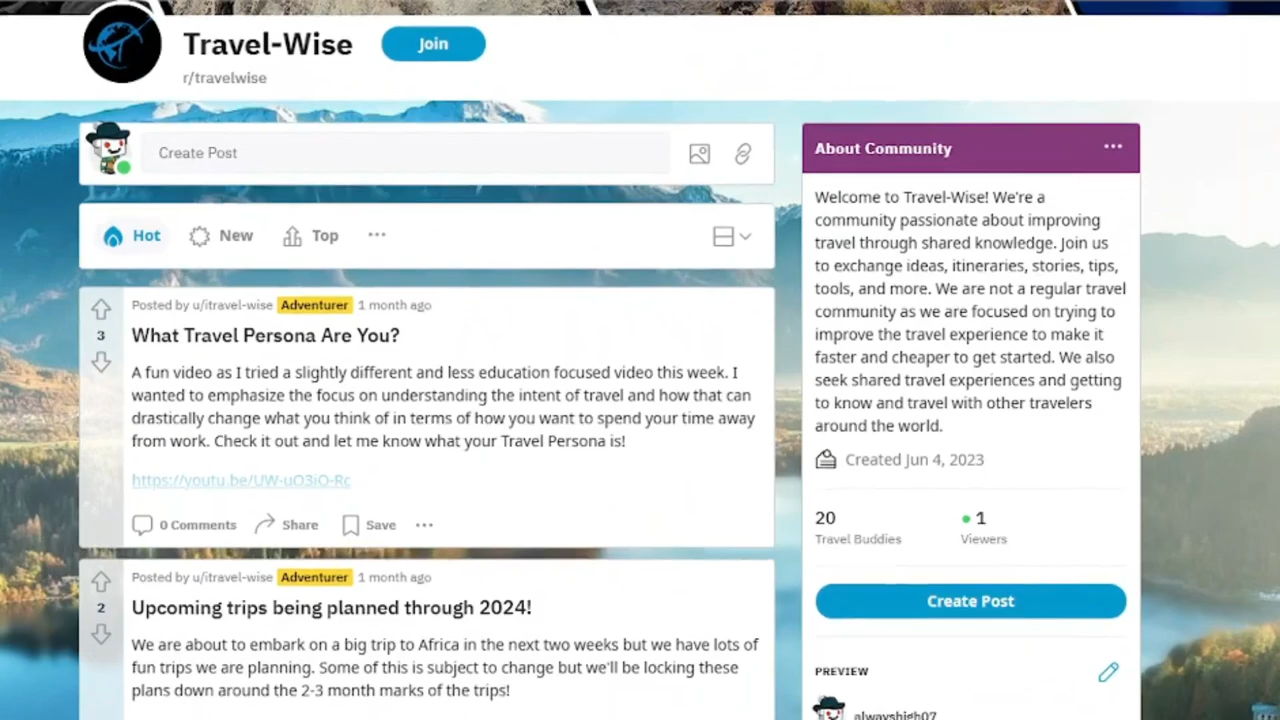 Travel-Wise
Join
r/travelwise
Create Post
Hot
New
Top
Posted by u/itravel-wise Adventurer 1 month ago
3
What Travel Persona Are You?
A fun video as I tried a slightly different and less education focused video this week. I
wanted to emphasize the focus on understanding the intent of travel and how that can
drastically change what you think of in terms of how you want to spend your time away
from work. Check it out and let me know what your Travel Persona is!
https://youtu.be/UW-uO3iO-Rc
0 Comments
Share
Save
Posted by u/itravel-wise Adventurer 1 month ago
2
Upcoming trips being planned through 2024!
We are about to embark on a big trip to Africa in the next two weeks but we have lots of
fun trips we are planning. Some of this is subject to change but we'll be locking these
plans down around the 2-3 month marks of the trips!
About Community
Welcome to Travel-Wise! We're a
community passionate about improving
travel through shared knowledge. Join us
to exchange ideas, itineraries, stories, tips,
tools, and more. We are not a regular travel
community as we are focused on trying to
improve the travel experience to make it
faster and cheaper to get started. We also
seek shared travel experiences and getting
to know and travel with other travelers
around the world.
Created Jun 4, 2023
20
Travel Buddies
1
Viewers
Create Post
PREVIEW
alwayshigh07